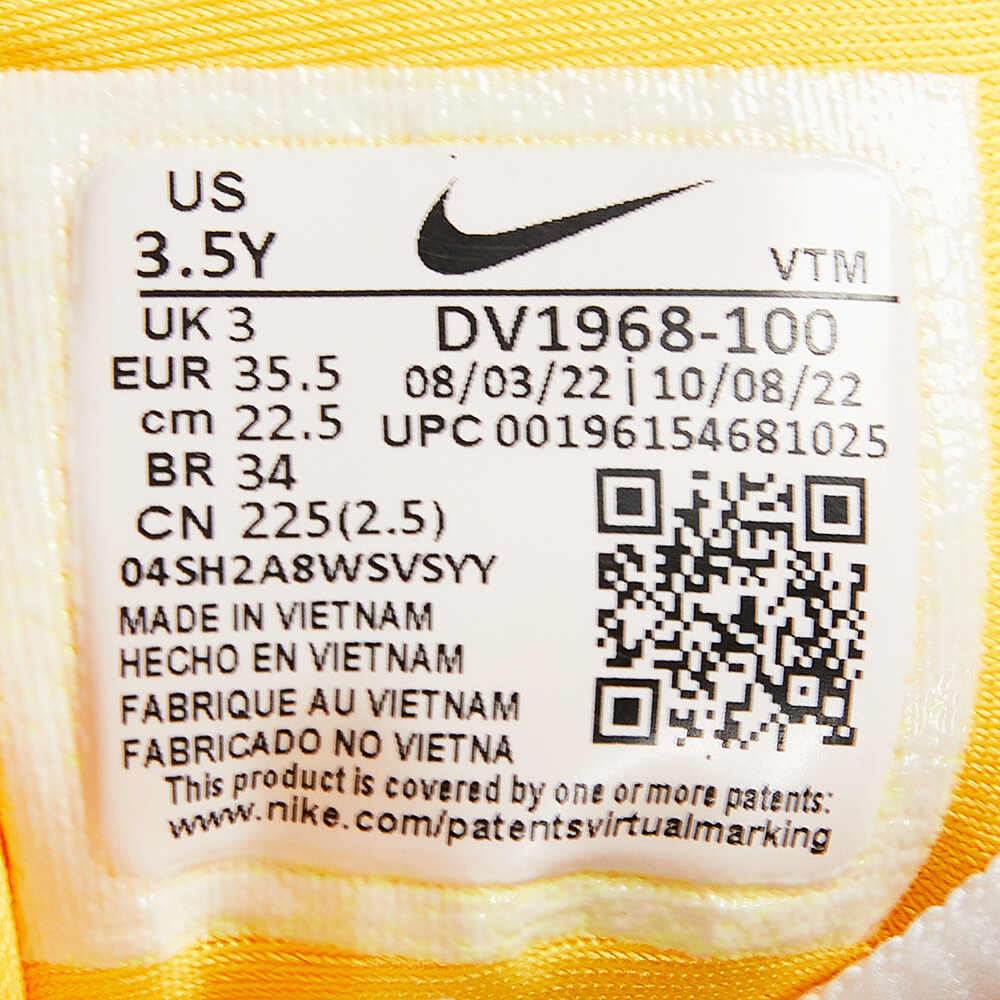 US
3.5Y
VTM
UK 3
EUR 35.5
cm 22.5
BR 34
CN 225(2.5)
DV1968-100
08/03/22 | 10/08/22
UPC 00196154681025
04SH2A8WSVSYY
MADE IN VIETNAM
HECHO EN VIETNAM
FABRIQUE AU VIETNAM
FABRICADO NO VIETNA
This product is covered by one or more patents:
www.nike.com/patentsvirtualmarking